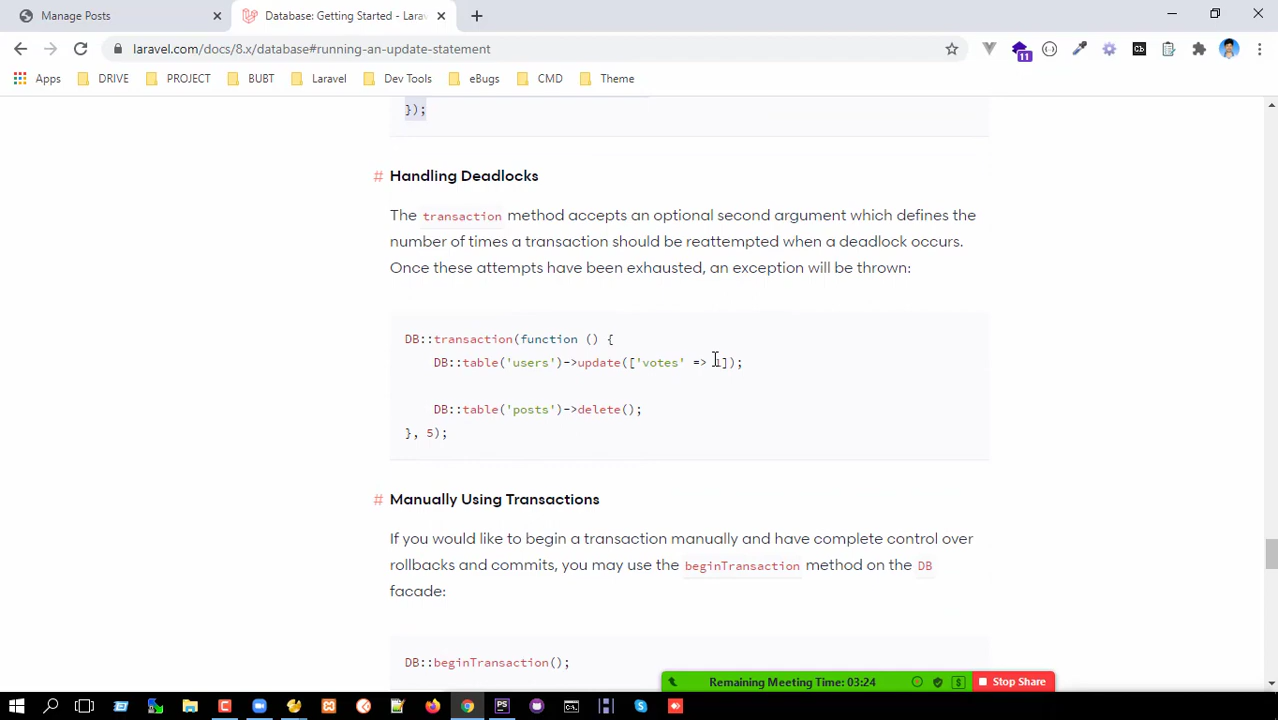 Manage Posts
Database: Getting Started - Larav
laravel.com/docs/8.x/database#running-an-update-statement
11
Cb
Apps
DRIVE
PROJECT
BUBT
Laravel
Dev Tools
eBugs
CMD
Theme
});
# Handling Deadlocks
The transaction method accepts an optional second argument which defines the
number of times a transaction should be reattempted when a deadlock occurs.
Once these attempts have been exhausted, an exception will be thrown:
DB::transaction(function () {
DB::table('users')->update(['votes' => 1]);
DB::table('posts')->delete();
}, 5);
# Manually Using Transactions
If you would like to begin a transaction manually and have complete control over
rollbacks and commits, you may use the beginTransaction method on the DB
facade:
DB::beginTransaction();
Remaining Meeting Time: 03:24
Stop Share
PS